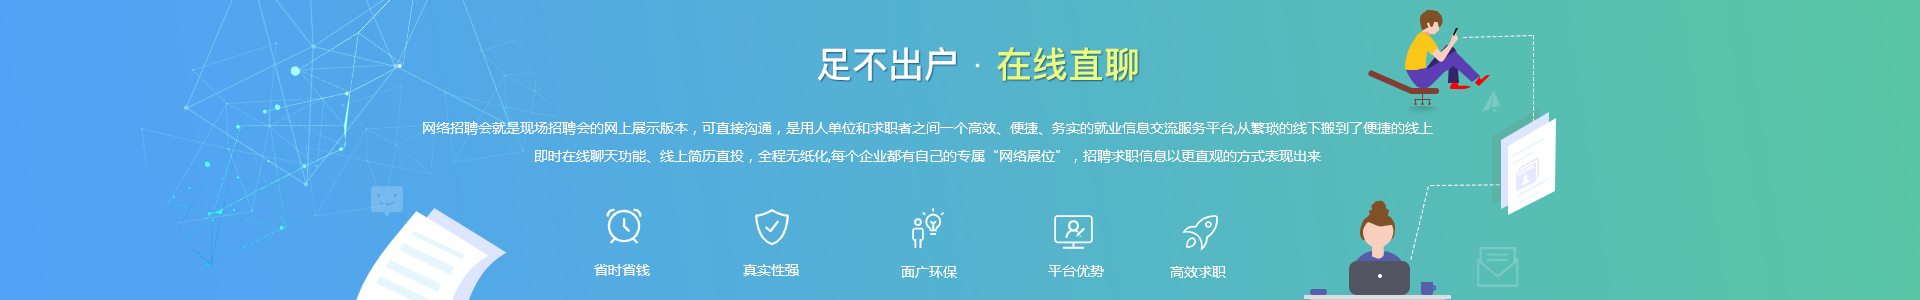 足不出户 · 在线直聊
网络招聘会就是现场招聘会的网上展示版本，可直接沟通，是用人单位和求职者之间一个高效、便捷、务实的就业信息交流服务平台,从繁琐的线下搬到了便捷的线上
即时在线聊天功能、线上简历直投，全程无纸化,每个企业都有自己的专属“网络展位”，招聘求职信息以更直观的方式表现出来
省时省钱 真实性强 面广环保 平台优势 高效求职